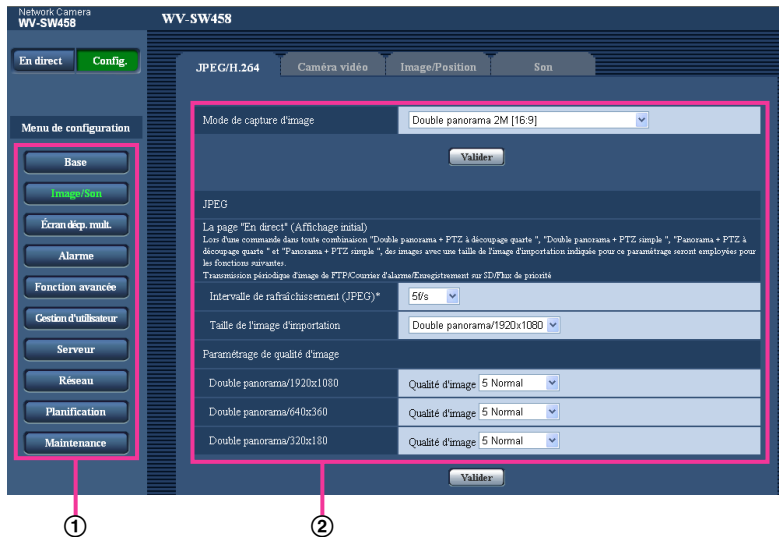 Network Camera
WV-SW458
WV-SW458
En direct
Config.
Menu de configuration
Base
Image/Son
Écran déçp. mult.
Alarme
Fonction avancée
Gestion d'utilisateur
Serveur
Réseau
Planification
Maintenance
JPEG/H.264
Caméra vidéo
Image/Position
Son
Mode de capture d'image
Double panorama 2M [16:9]
Valider
JPEG
La page "En direct" (Affichage initial)
Lors d'une commande dans toute combinaison "Double panorama + PTZ à découpage quarte ", "Double panorama + PTZ simple ", "Panorama + PTZ à
découpage quarte " et "Panorama + PTZ simple ", des images avec une taille de l'image d'importation indiquée pour ce paramétrage seront employées pour
les fonctions suivantes.
Transmission périodique d'image de FTP/Courrier d'alarme/Enregistrement sur SD/Flux de priorité
Intervalle de rafraîchissement (JPEG)*
5f/s
Taille de l'image d'importation
Double panorama/1920x1080
Paramétrage de qualité d'image
Double panorama/1920x1080
Qualité d'image 5 Normal
Double panorama/640x360
Qualité d'image 5 Normal
Double panorama/320x180
Qualité d'image 5 Normal
Valider
①
②